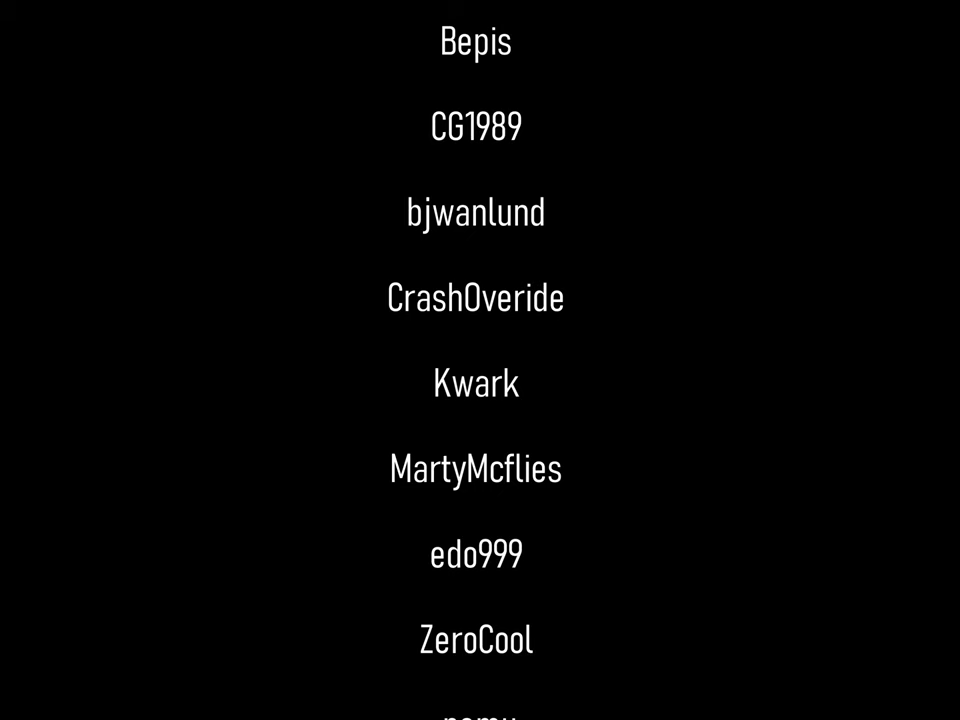 Bepis
CG1989
bjwanlund
CrashOveride
Kwark
MartyMcflies
edo999
ZeroCool